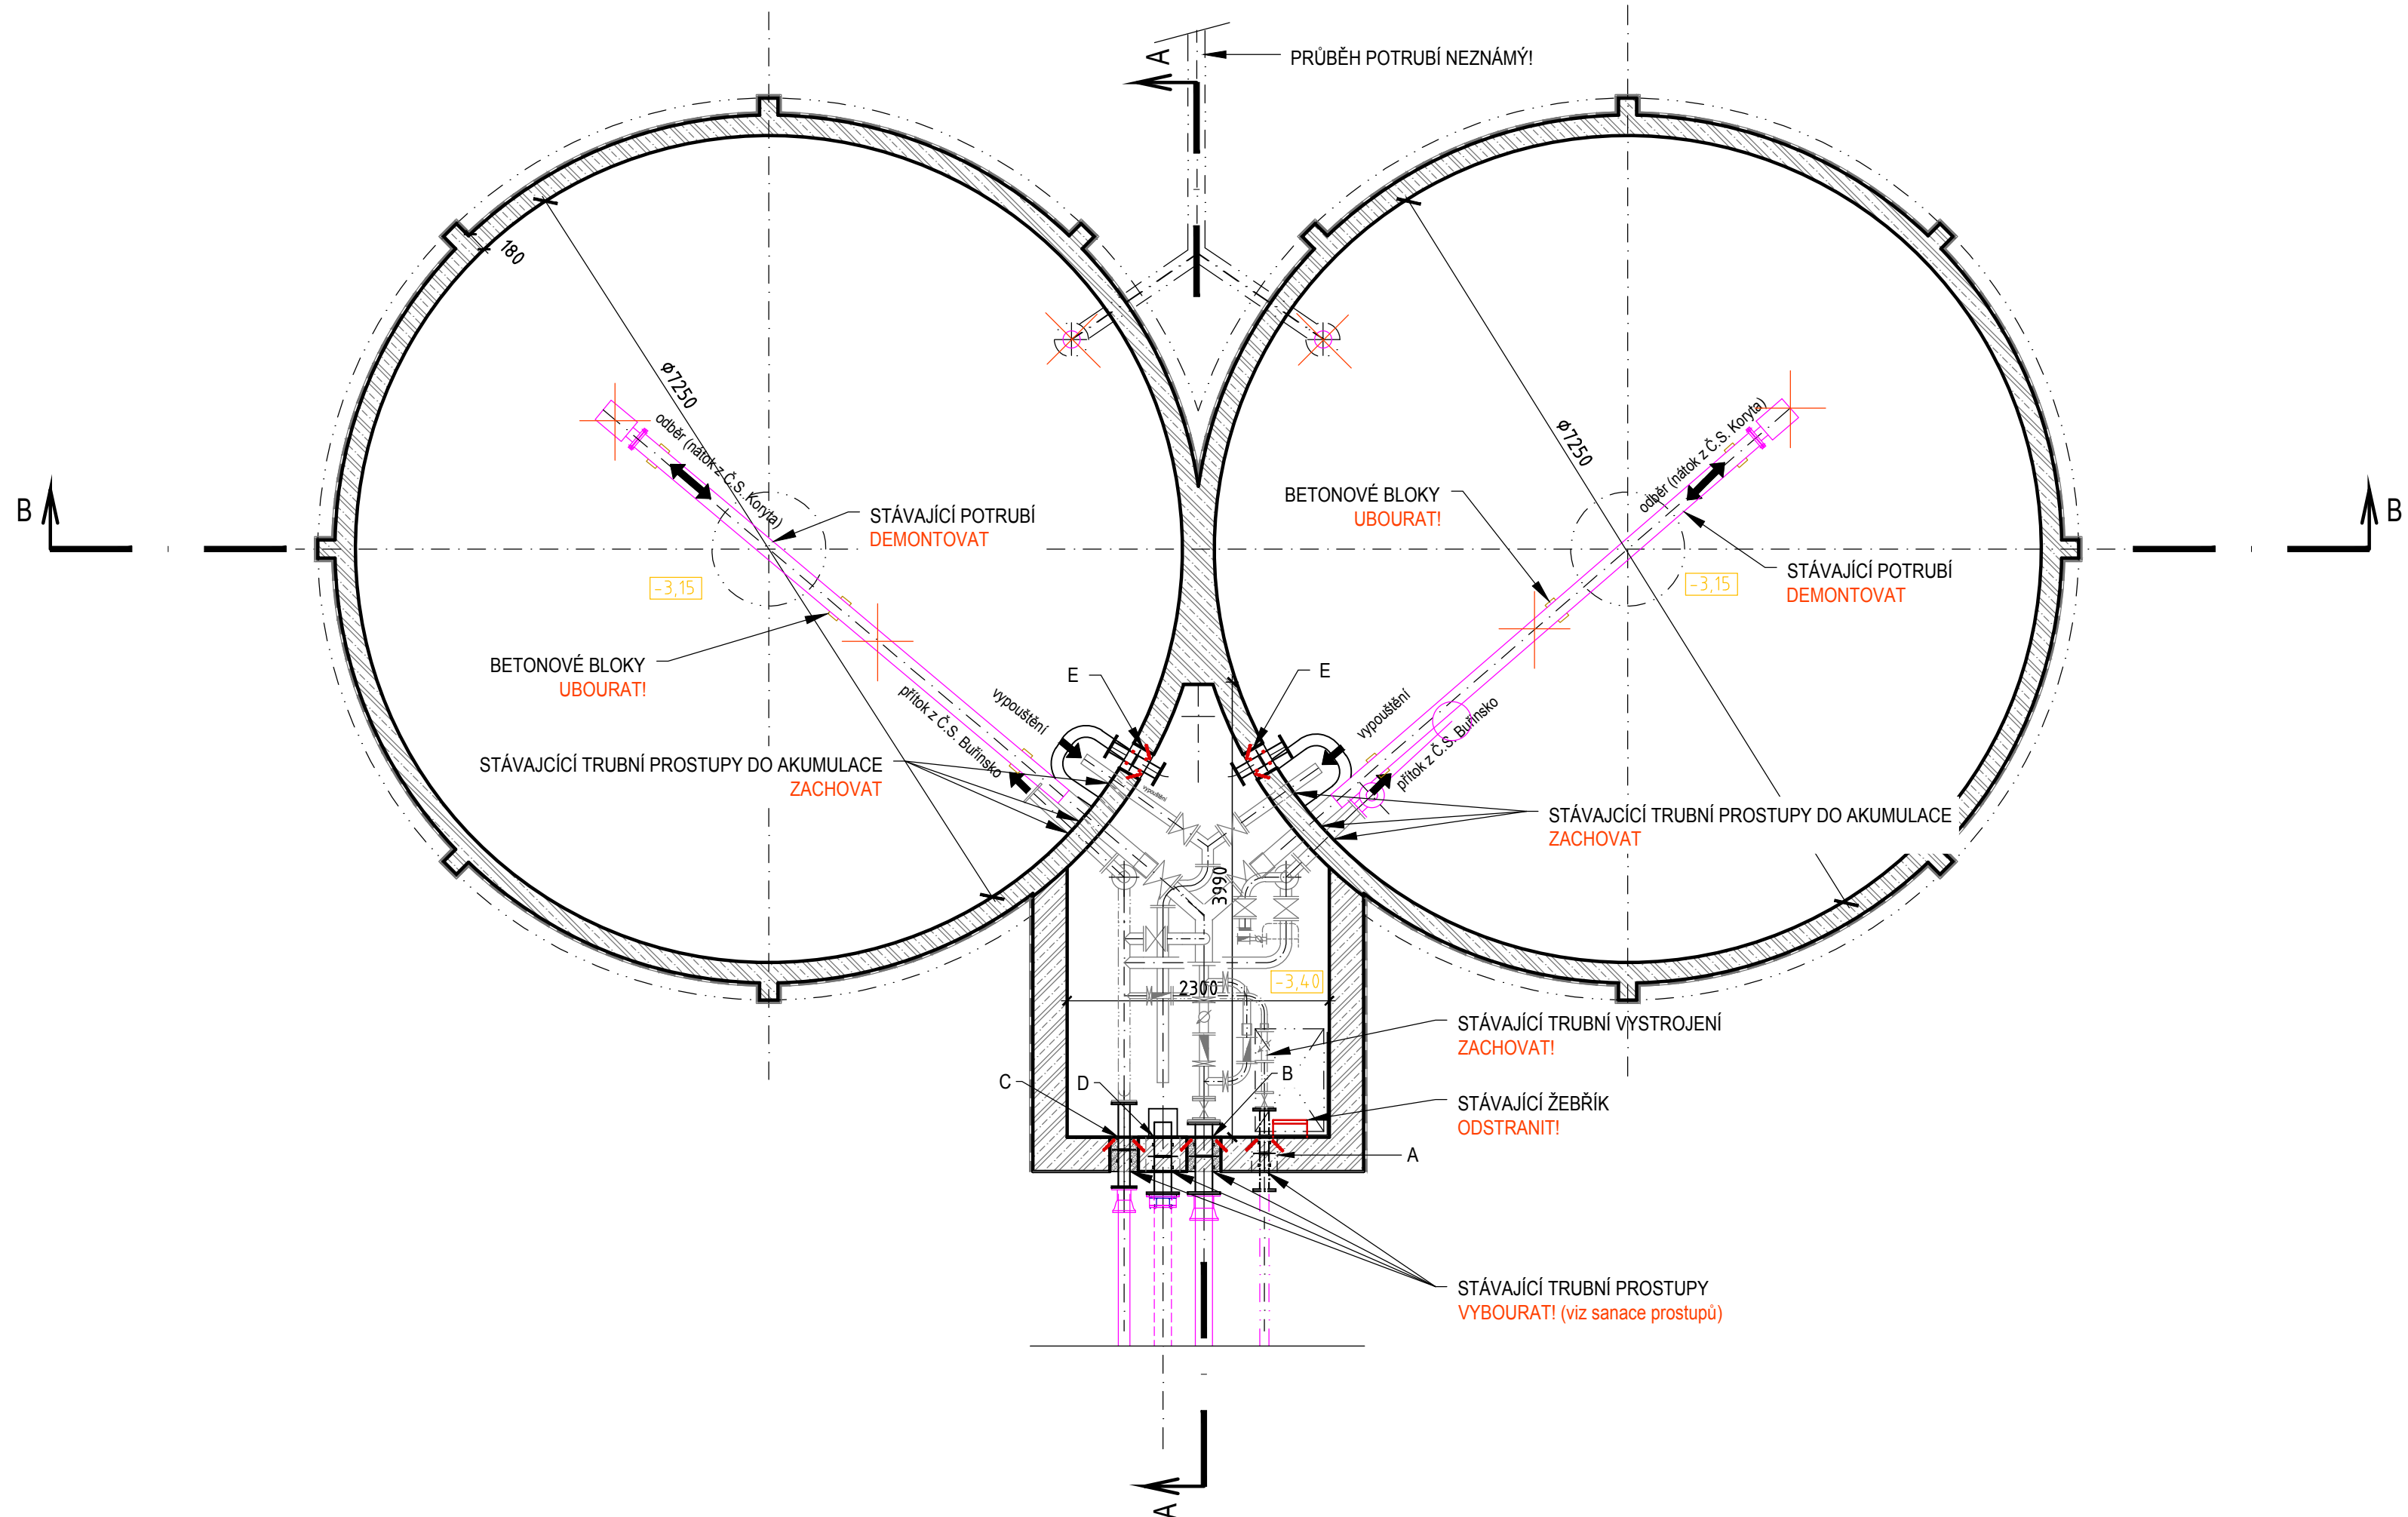 A
PRŮBĚH POTRUBÍ NEZNÁMÝ!
180
ø7250
odběr (nátok z Č.S. Koryta)
STÁVAJÍCÍ POTRUBÍ
DEMONTOVAT
-3,15
BETONOVÉ BLOKY
UBOURAT!
ø7250
odběr (nátok z Č.S. Koryta)
BETONOVÉ BLOKY
UBOURAT!
STÁVAJÍCÍ POTRUBÍ
DEMONTOVAT
-3,15
B
B
přítok z Č.S. Buřinsko
vypouštění
E
E
vypouštění
přítok z Č.S. Buřinsko
vypouštění
STÁVAJCÍCÍ TRUBNÍ PROSTUPY DO AKUMULACE
ZACHOVAT
STÁVAJCÍCÍ TRUBNÍ PROSTUPY DO AKUMULACE
ZACHOVAT
3990
2300
-3,40
STÁVAJÍCÍ TRUBNÍ VYSTROJENÍ
ZACHOVAT!
C
D
B
STÁVAJÍCÍ ŽEBŘÍK
ODSTRANIT!
A
STÁVAJÍCÍ TRUBNÍ PROSTUPY
VYBOURAT! (viz sanace prostupů)
A